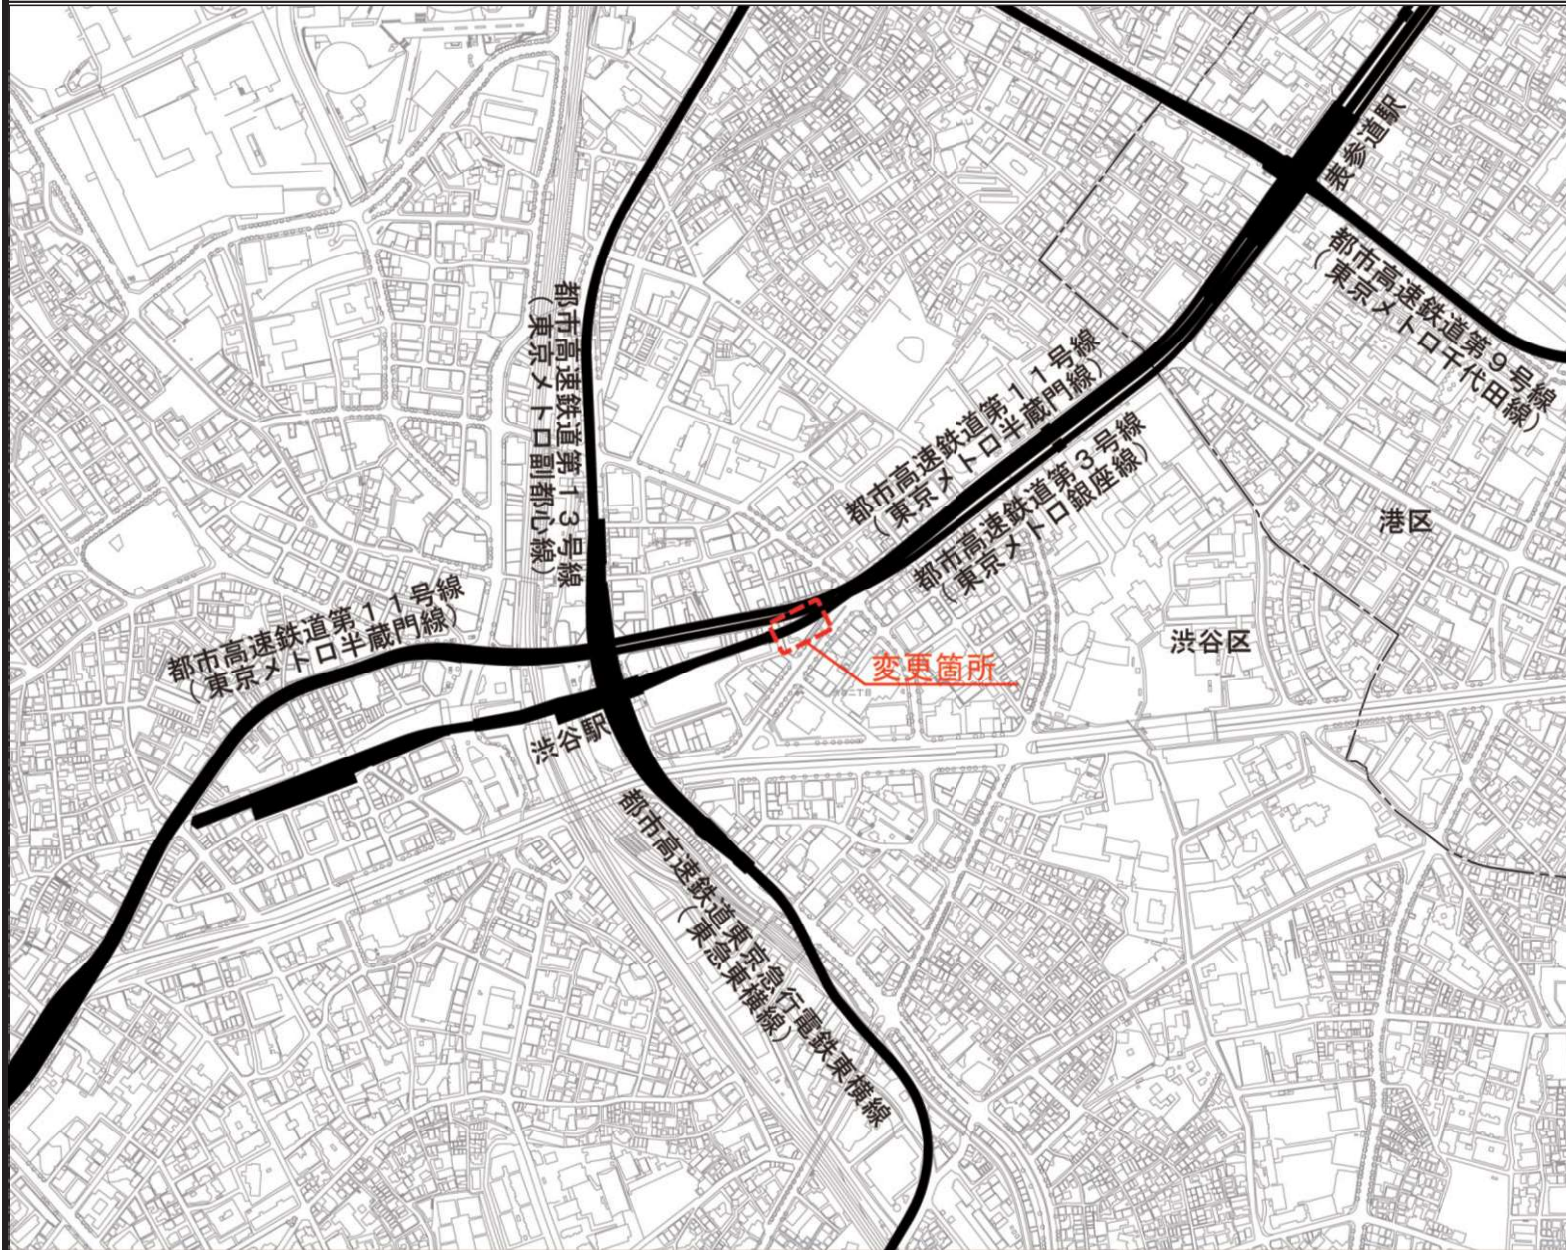 表参道駅
都市高速鉄道第９号線
（東京メトロ千代田線）
都市高速鉄道第１３号線
（東京メトロ副都心線）
都市高速鉄道第１１号線
（東京メトロ半蔵門線）
都市高速鉄道第３号線
（東京メトロ銀座線）
港区
渋谷区
都市高速鉄道第１１号線
（東京メトロ半蔵門線）
変更箇所
渋谷駅
都市高速鉄道東京急行電鉄東横線
（東急東横線）